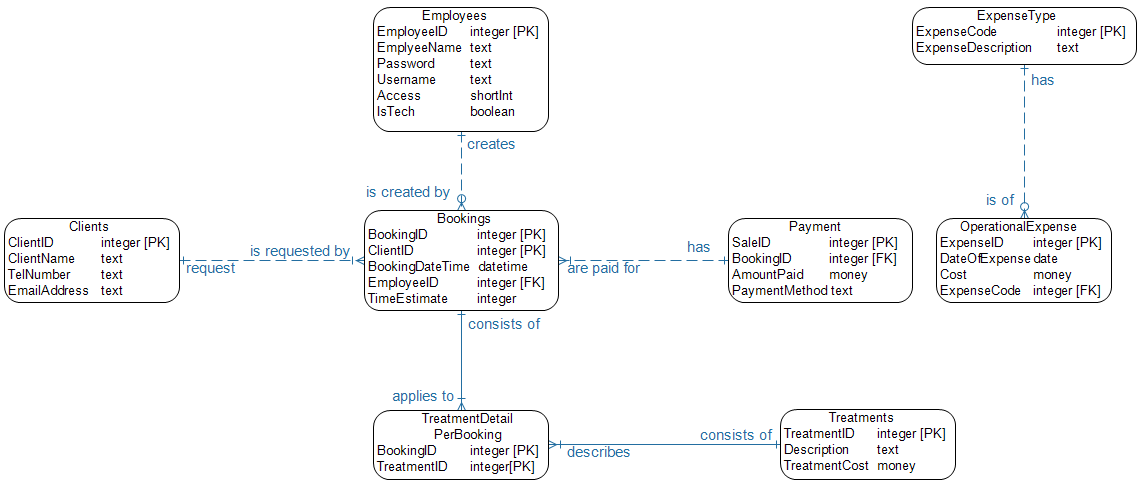 Employees
EmployeeID integer [PK]
EmplyeeName text
Password text
Username text
Access shortInt
IsTech boolean
ExpenseType
ExpenseCode integer [PK]
ExpenseDescription text
creates
is created by
has
is of
Clients
ClientID integer [PK]
ClientName text
TelNumber text
EmailAddress text
is requested by
request
Bookings
BookingID integer [PK]
ClientID integer [PK]
BookingDateTime datetime
EmployeeID integer [FK]
TimeEstimate integer
has
are paid for
Payment
SaleID integer [PK]
BookingID integer [FK]
AmountPaid money
PaymentMethod text
OperationalExpense
ExpenseID integer [PK]
DateOfExpense date
Cost money
ExpenseCode integer [FK]
consists of
applies to
TreatmentDetail
PerBooking
BookingID integer [PK]
TreatmentID integer[PK]
consists of
describes
Treatments
TreatmentID integer [PK]
Description text
TreatmentCost money